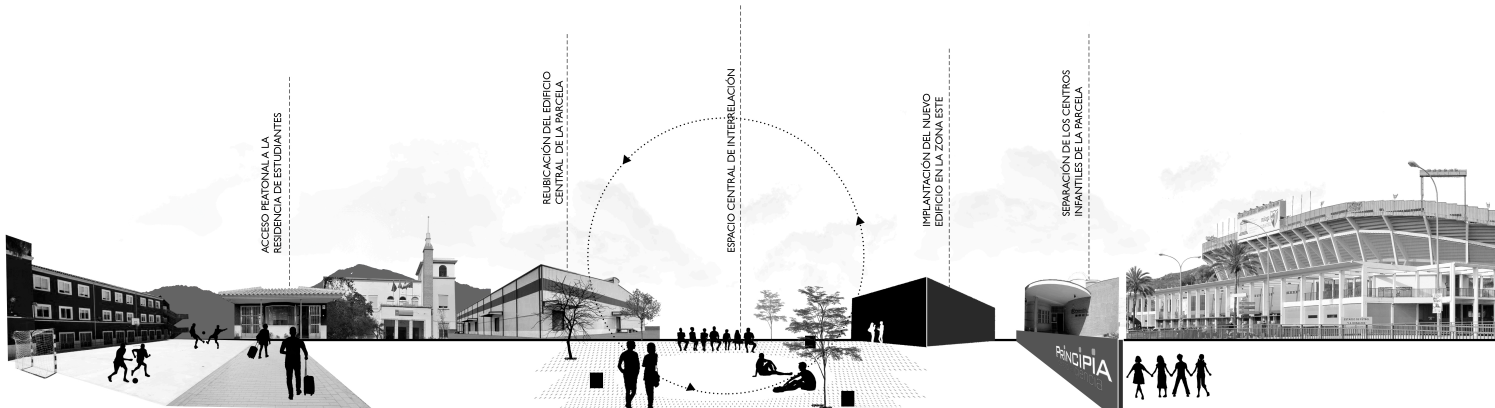 ACCESO PEATONAL A LA
RESIDENCIA DE ESTUDIANTES
REUBICACIÓN DEL EDIFICIO
CENTRAL DE LA PARCELA
ESPACIO CENTRAL DE INTERRELACIÓN
IMPLANTACIÓN DEL NUEVO
EDIFICIO EN LA ZONA ESTE
SEPARACIÓN DE LOS CENTROS
INFANTILES DE LA PARCELA
PRiNCiPiA